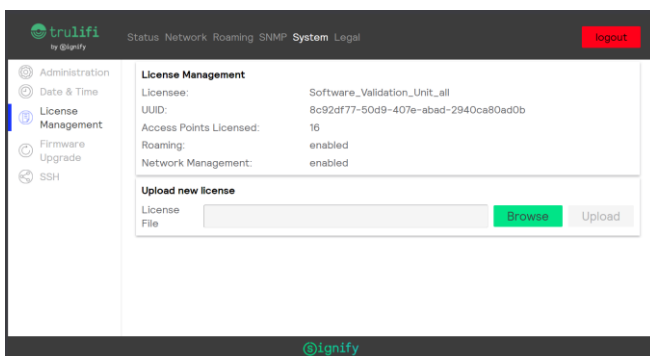 trulifi
by Signify
Status Network Roaming SNMP System Legal
logout
Administration
Date & Time
License
Management
Firmware
Upgrade
SSH
License Management
Licensee: Software_Validation_Unit_all
UUID: 8c92df77-50d9-407e-abad-2940ca80ad0b
Access Points Licensed: 16
Roaming: enabled
Network Management: enabled
Upload new license
License
File
Browse
Upload
Signify